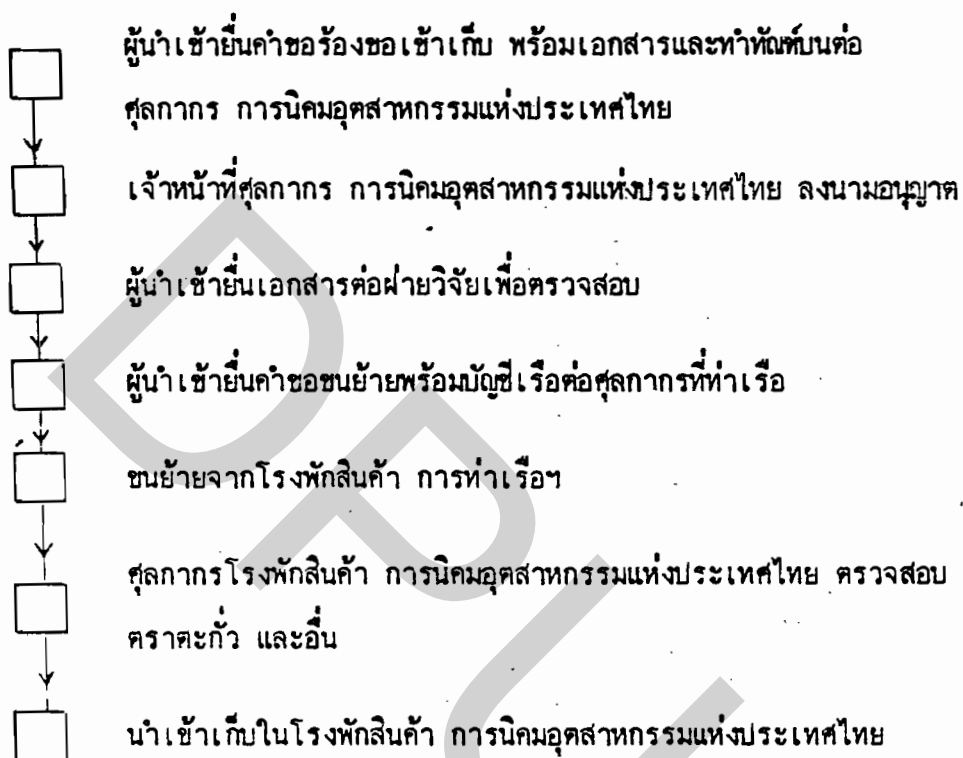 ผู้นำเข้ายื่นคำขอร้องขอเข้าเก็บ พร้อมเอกสารและทำทัณฑ์บนต่อ
ศุลกากร การนิคมอุตสาหกรรมแห่งประเทศไทย
เจ้าหน้าที่ศุลกากร การนิคมอุตสาหกรรมแห่งประเทศไทย ลงนามอนุญาต
ผู้นำเข้ายื่นเอกสารต่อฝ่ายวิจัยเพื่อตรวจสอบ
ผู้นำเข้ายื่นคำขอขนย้ายพร้อมบัญชีเรือต่อศุลกากรที่ท่าเรือ
ขนย้ายจากโรงพักสินค้า การท่าเรือฯ
ศุลกากรโรงพักสินค้า การนิคมอุตสาหกรรมแห่งประเทศไทย ตรวจสอบ
ตราตะกั่ว และอื่น
นำเข้าเก็บในโรงพักสินค้า การนิคมอุตสาหกรรมแห่งประเทศไทย
DPU